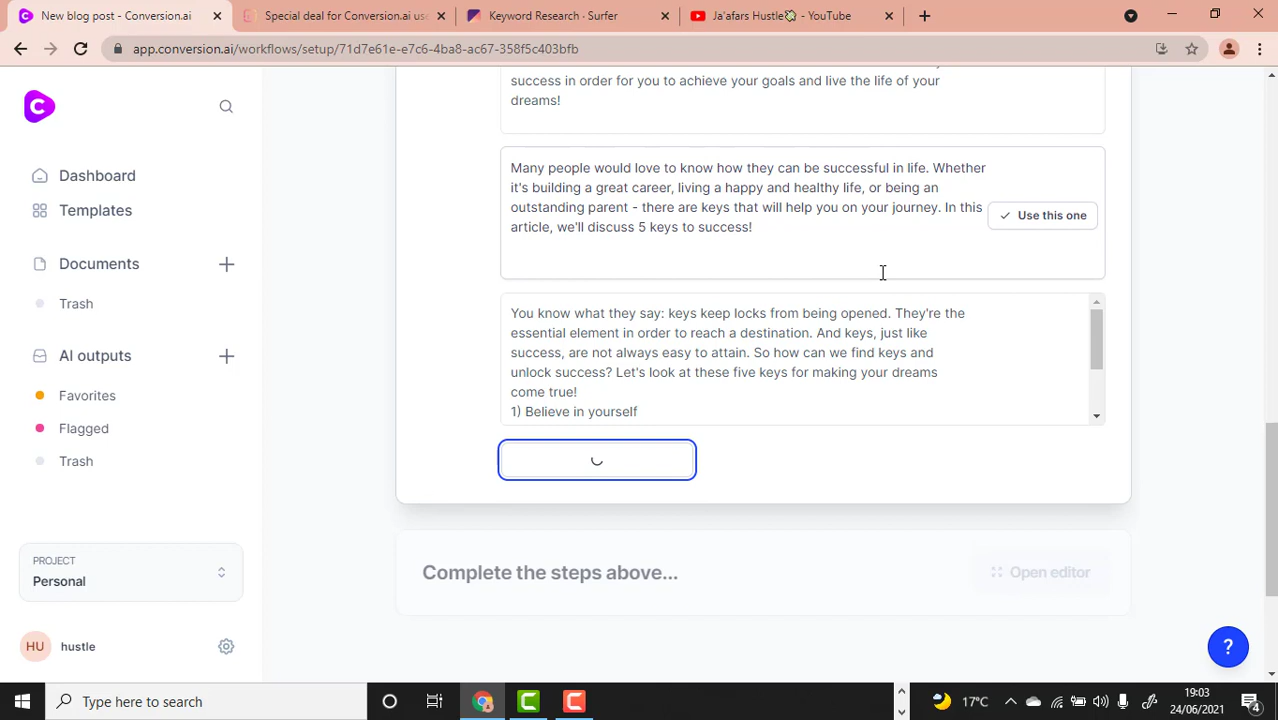 New blog post - Conversion.ai
Special deal for Conversion.ai use
Keyword Research · Surfer
Ja'afars Hustle - YouTube
app.conversion.ai/workflows/setup/71d7e61e-e7c6-4ba8-ac67-358f5c403bfb
C
Dashboard
Templates
Documents
Trash
AI outputs
Favorites
Flagged
Trash
PROJECT
Personal
HU
hustle
success in order for you to achieve your goals and live the life of your
dreams!
Many people would love to know how they can be successful in life. Whether
it's building a great career, living a happy and healthy life, or being an
outstanding parent - there are keys that will help you on your journey. In this
article, we'll discuss 5 keys to success!
Use this one
You know what they say: keys keep locks from being opened. They're the
essential element in order to reach a destination. And keys, just like
success, are not always easy to attain. So how can we find keys and
unlock success? Let's look at these five keys for making your dreams
come true!
1) Believe in yourself
Complete the steps above...
Open editor
?
Type here to search
C
C
17°C
19:03
24/06/2021
4